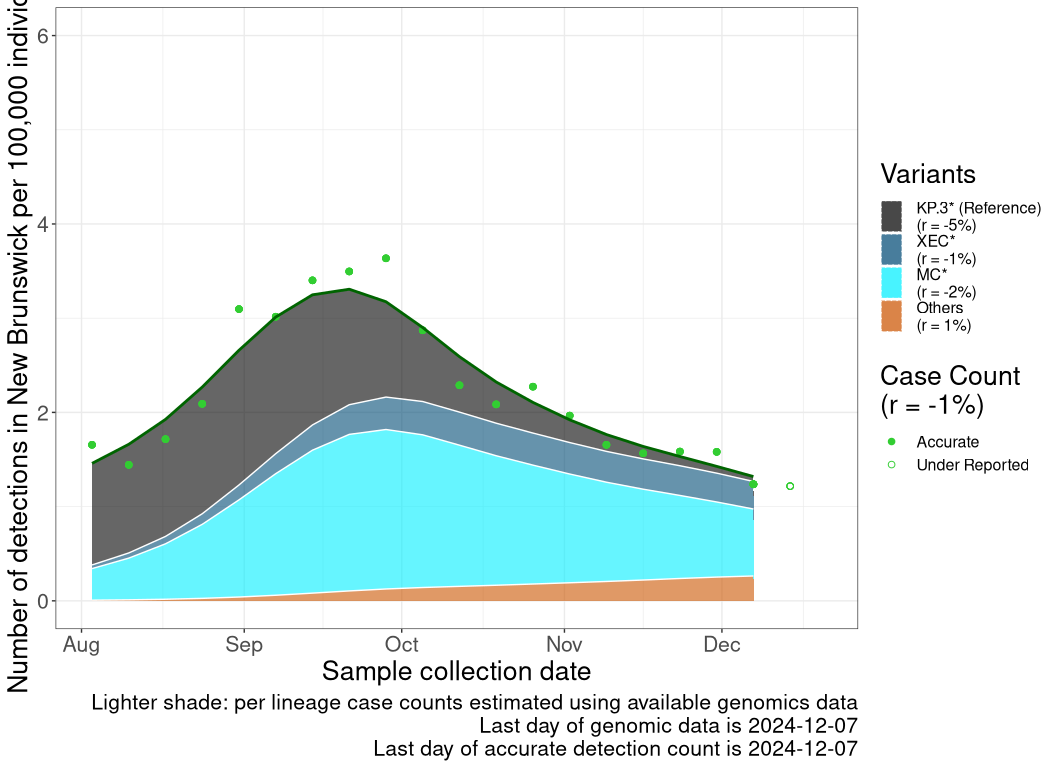 Number of detections in New Brunswick per 100,000
6
4
2
0
Aug Sep Oct Nov Dec
Sample collection date
Variants
KP.3* (Reference)
(r = -5%)
XEC*
(r = -1%)
MC*
(r = -2%)
Others
(r = 1%)
Case Count
(r = -1%)
Accurate
Under Reported
Lighter shade: per lineage case counts estimated using available genomics data
Last day of genomic data is 2024-12-07
Last day of accurate detection count is 2024-12-07